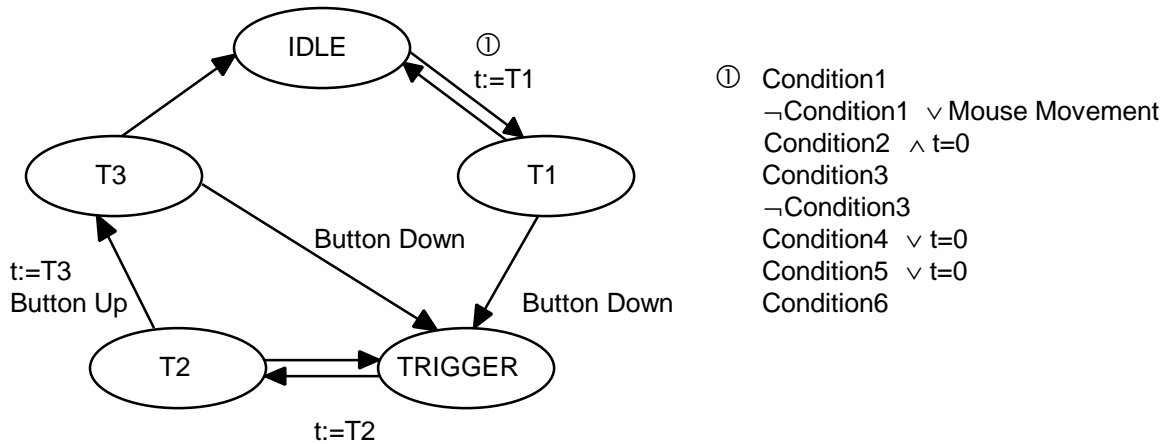 IDLE
①
t:=T1
T3
T1
Button Down
t:=T3
Button Up
Button Down
T2
TRIGGER
t:=T2
① Condition1
¬Condition1 ∨ Mouse Movement
Condition2 ∧ t=0
Condition3
¬Condition3
Condition4 ∨ t=0
Condition5 ∨ t=0
Condition6